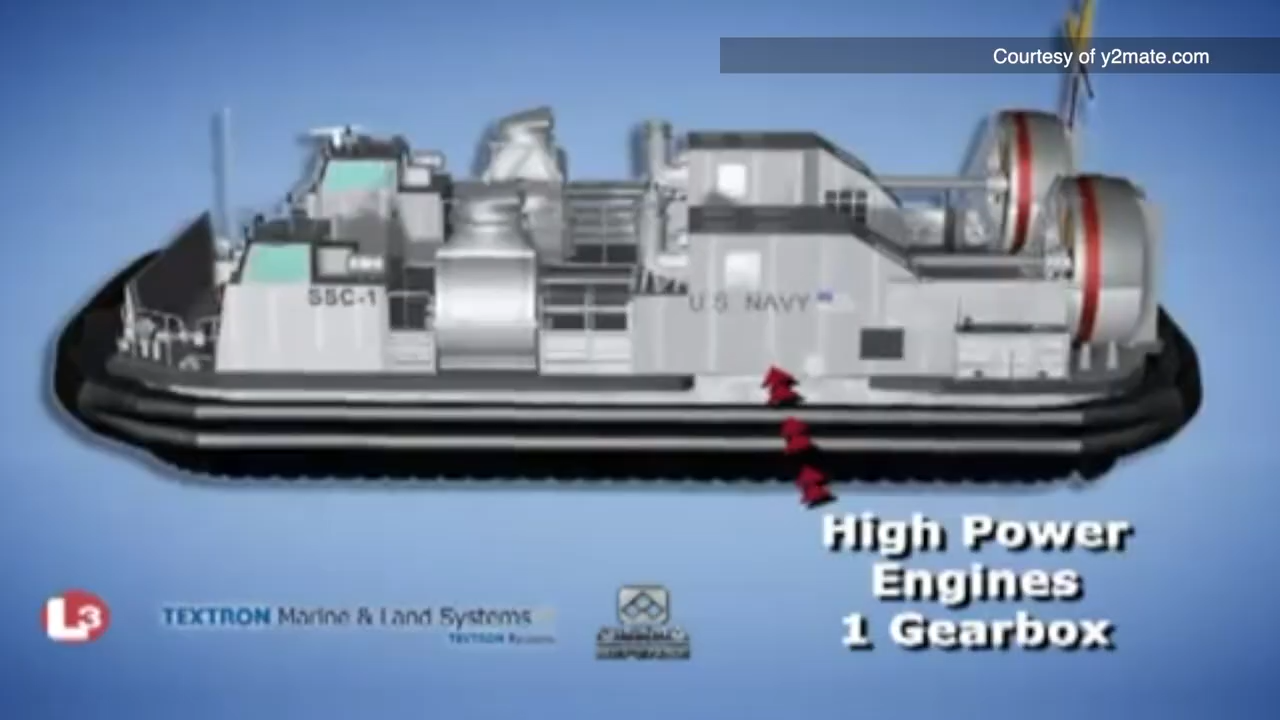 Courtesy of y2mate.com
SSC-1
U S NAVY
High Power
Engines
1 Gearbox
L3
TEXTRON Marine & Land Systems
TEXTRON Systems
DEFENSE